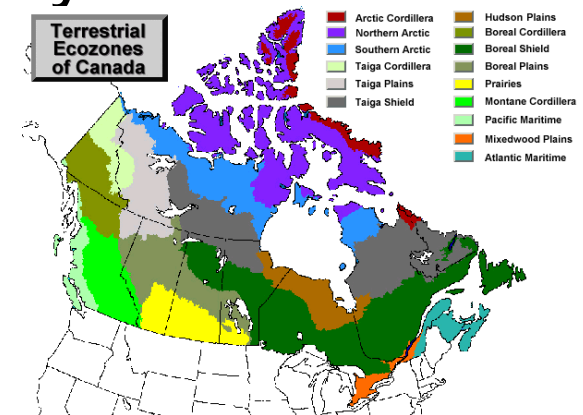 Terrestrial
Ecozones
of Canada
Arctic Cordillera
Northern Arctic
Southern Arctic
Taiga Cordillera
Taiga Plains
Taiga Shield
Hudson Plains
Boreal Cordillera
Boreal Shield
Boreal Plains
Prairies
Montane Cordillera
Pacific Maritime
Mixedwood Plains
Atlantic Maritime